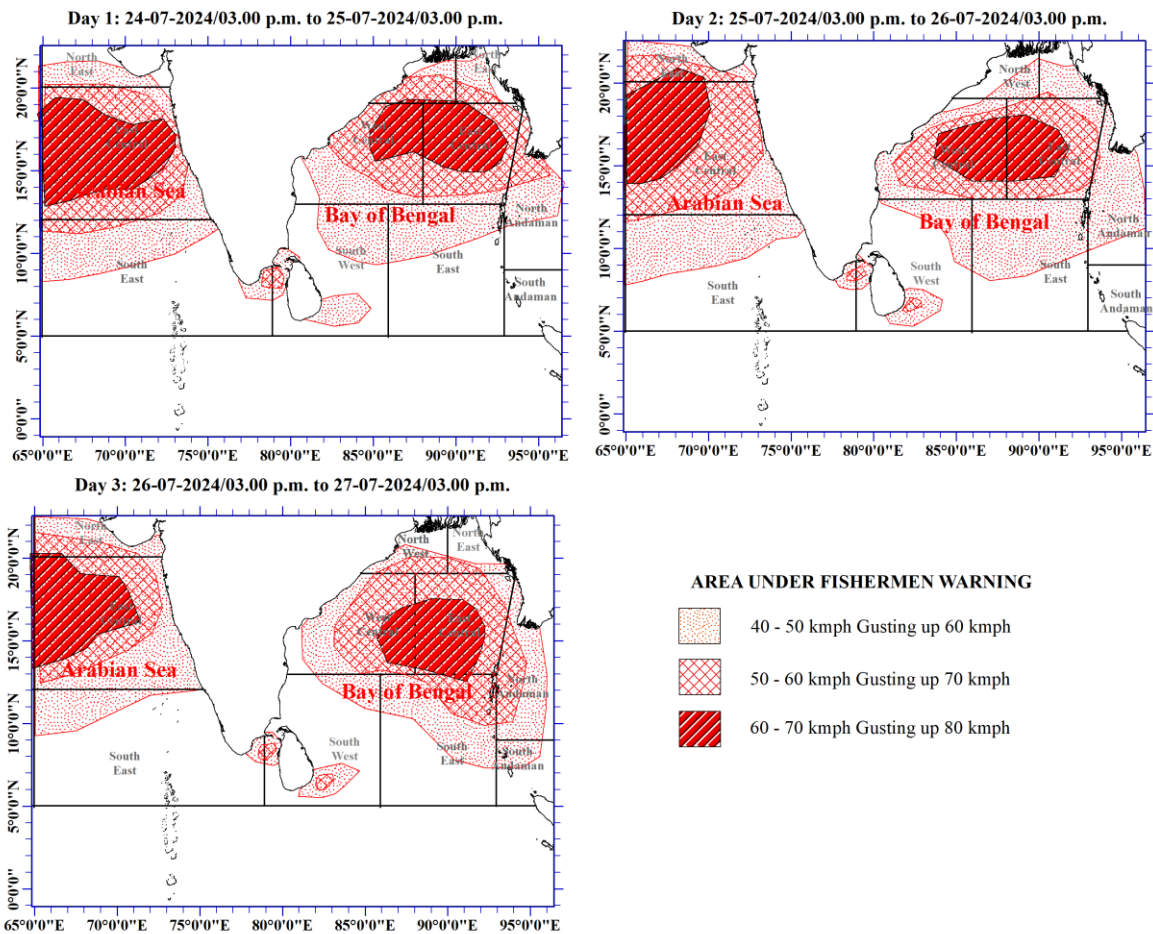 Day 1: 24-07-2024/03.00 p.m. to 25-07-2024/03.00 p.m.
20°0'0"N
15°0'0"N
10°0'0"N
5°0'0"N
0°0'0"
North
East
North
East
West
Central
East
Central
East
Central
Arabian Sea
Bay of Bengal
North
Andaman
South
West
South
East
South
East
South
Andaman
65°0'0"E 70°0'0"E 75°0'0"E 80°0'0"E 85°0'0"E 90°0'0"E 95°0'0"E
Day 2: 25-07-2024/03.00 p.m. to 26-07-2024/03.00 p.m.
20°0'0"N
15°0'0"N
10°0'0"N
5°0'0"N
0°0'0"
North
East
North
West
West
Central
East
Central
East
Central
Arabian Sea
Bay of Bengal
North
Andaman
South
West
South
East
South
East
South
Andaman
65°0'0"E 70°0'0"E 75°0'0"E 80°0'0"E 85°0'0"E 90°0'0"E 95°0'0"E
Day 3: 26-07-2024/03.00 p.m. to 27-07-2024/03.00 p.m.
20°0'0"N
15°0'0"N
10°0'0"N
5°0'0"N
0°0'0"
North
East
North
West
North
East
East
Central
West
Central
East
Central
Arabian Sea
Bay of Bengal
North
Andaman
South
East
South
West
South
East
South
Andaman
65°0'0"E 70°0'0"E 75°0'0"E 80°0'0"E 85°0'0"E 90°0'0"E 95°0'0"E
AREA UNDER FISHERMEN WARNING
40 - 50 kmph Gusting up 60 kmph
50 - 60 kmph Gusting up 70 kmph
60 - 70 kmph Gusting up 80 kmph